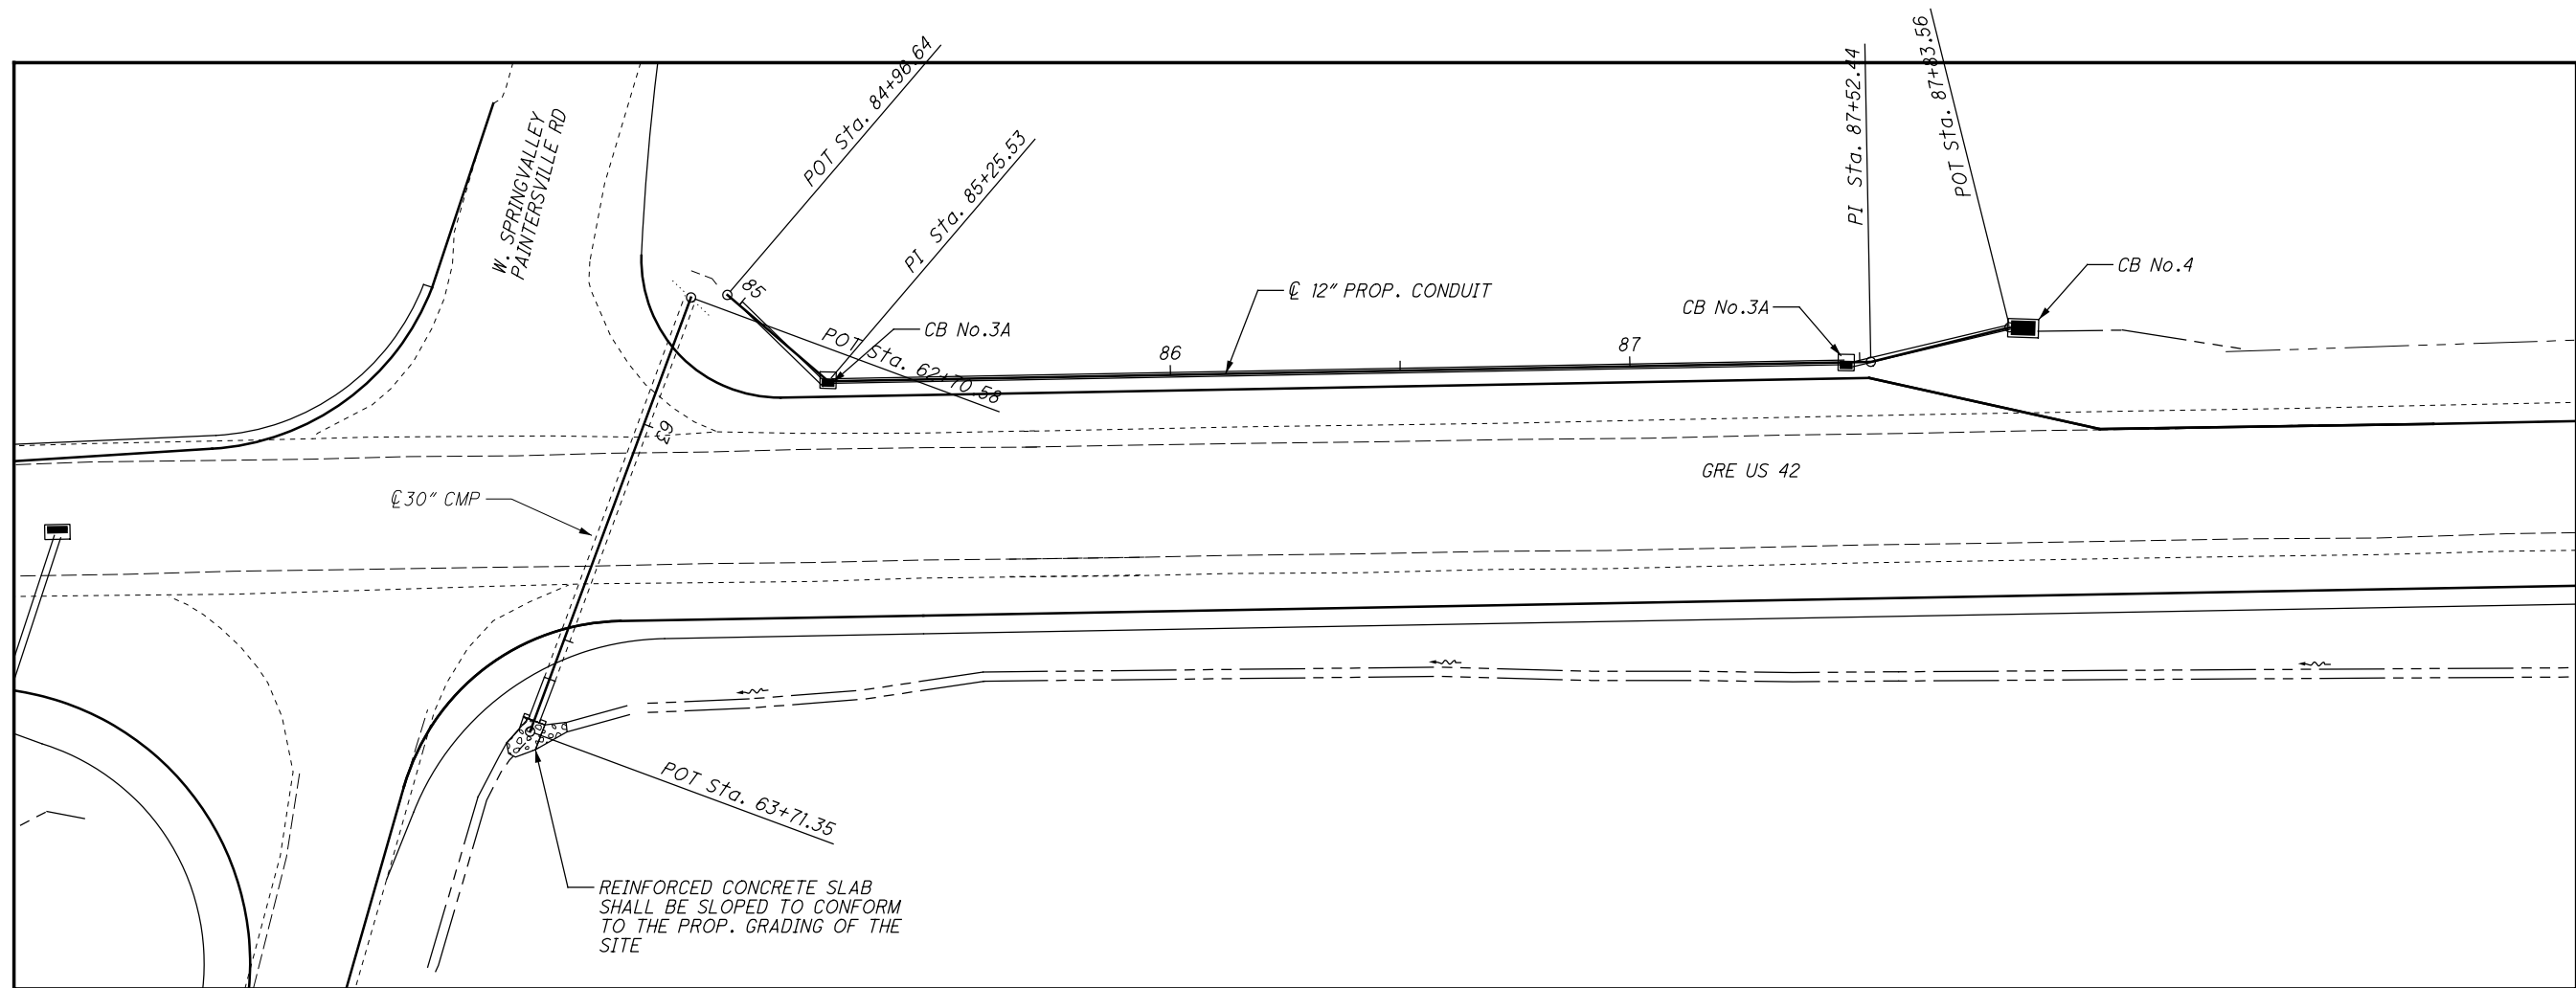 POT Sta. 84+96.64
PI Sta. 87+52.44
POT Sta. 87+83.56
W. SPRINGVALLEY
PAINTERSVILLE RD
PI Sta. 85+25.53
CB No.4
85
℄ 12" PROP. CONDUIT
CB No.3A
CB No.3A
POT Sta. 62+70.58
86
87
63
GRE US 42
℄ 30" CMP
POT Sta. 63+71.35
REINFORCED CONCRETE SLAB
SHALL BE SLOPED TO CONFORM
TO THE PROP. GRADING OF THE
SITE